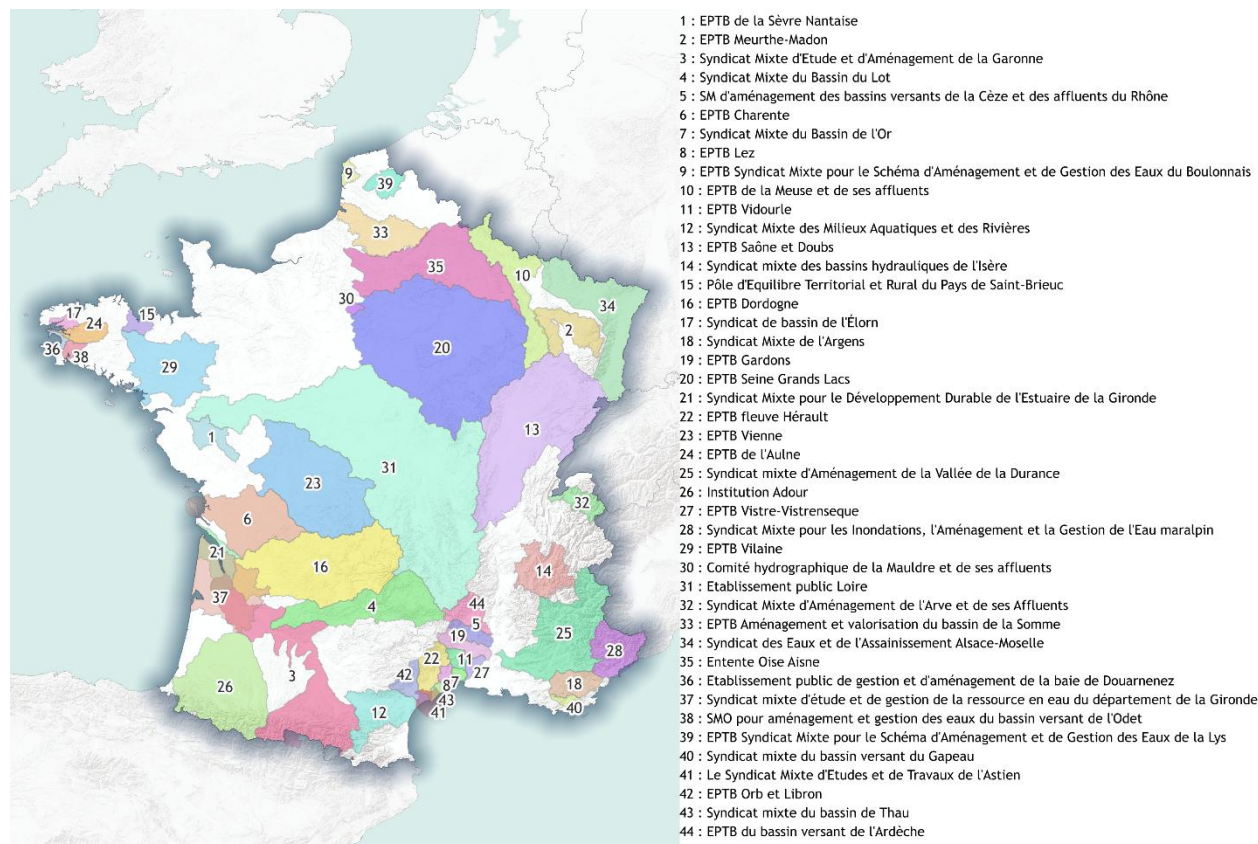 1 : EPTB de la Sèvre Nantaise
2 : EPTB Meurthe-Madon
3 : Syndicat Mixte d'Etude et d'Aménagement de la Garonne
4 : Syndicat Mixte du Bassin du Lot
5 : SM d'aménagement des bassins versants de la Cèze et des affluents du Rhône
6 : EPTB Charente
7 : Syndicat Mixte du Bassin de l'Or
8 : EPTB Lez
9 : EPTB Syndicat Mixte pour le Schéma d'Aménagement et de Gestion des Eaux du Boulonnais
10 : EPTB de la Meuse et de ses affluents
11 : EPTB Vidourle
12 : Syndicat Mixte des Milieux Aquatiques et des Rivières
13 : EPTB Saône et Doubs
14 : Syndicat mixte des bassins hydrauliques de l'Isère
15 : Pôle d'Equilibre Territorial et Rural du Pays de Saint-Brieuc
16 : EPTB Dordogne
17 : Syndicat de bassin de l'Élorn
18 : Syndicat Mixte de l'Argens
19 : EPTB Gardons
20 : EPTB Seine Grands Lacs
21 : Syndicat Mixte pour le Développement Durable de l'Estuaire de la Gironde
22 : EPTB fleuve Hérault
23 : EPTB Vienne
24 : EPTB de l'Aulne
25 : Syndicat mixte d'Aménagement de la Vallée de la Durance
26 : Institution Adour
27 : EPTB Vistre-Vistrenseque
28 : Syndicat Mixte pour les Inondations, l'Aménagement et la Gestion de l'Eau maralpin
29 : EPTB Vilaine
30 : Comité hydrographique de la Mauldre et de ses affluents
31 : Etablissement public Loire
32 : Syndicat Mixte d'Aménagement de l'Arve et de ses Affluents
33 : EPTB Aménagement et valorisation du bassin de la Somme
34 : Syndicat des Eaux et de l'Assainissement Alsace-Moselle
35 : Entente Oise Aisne
36 : Etablissement public de gestion et d'aménagement de la baie de Douarnenez
37 : Syndicat mixte d'étude et de gestion de la ressource en eau du département de la Gironde
38 : SMO pour aménagement et gestion des eaux du bassin versant de l'Odet
39 : EPTB Syndicat Mixte pour le Schéma d'Aménagement et de Gestion des Eaux de la Lys
40 : Syndicat mixte du bassin versant du Gapeau
41 : Le Syndicat Mixte d'Etudes et de Travaux de l'Astien
42 : EPTB Orb et Libron
43 : Syndicat mixte du bassin de Thau
44 : EPTB du bassin versant de l'Ardèche
9
39
33
35
10
34
30
2
20
17
24
15
36
38
29
13
1
31
23
32
6
21
16
14
37
4
44
5
25
19
28
22
11
3
42
27
26
8
7
18
43
12
41
40